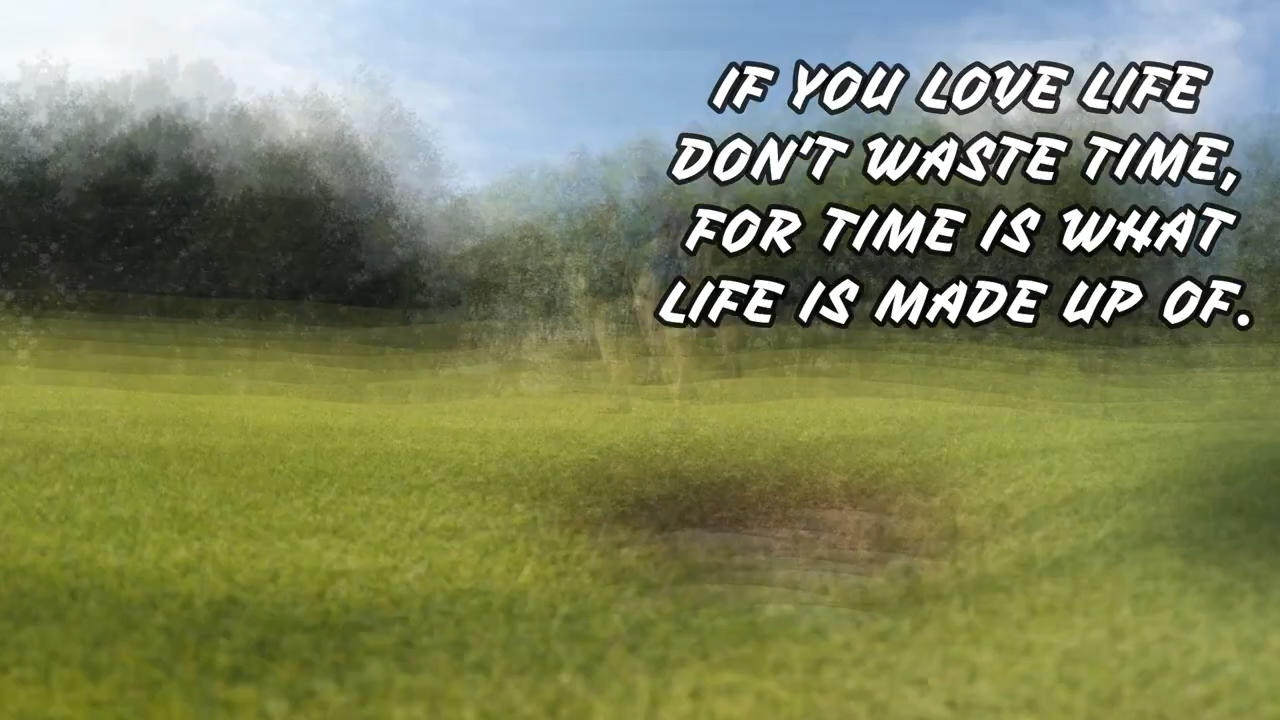 IF YOU LOVE LIFE
DON'T WASTE TIME,
FOR TIME IS WHAT
LIFE IS MADE UP OF.